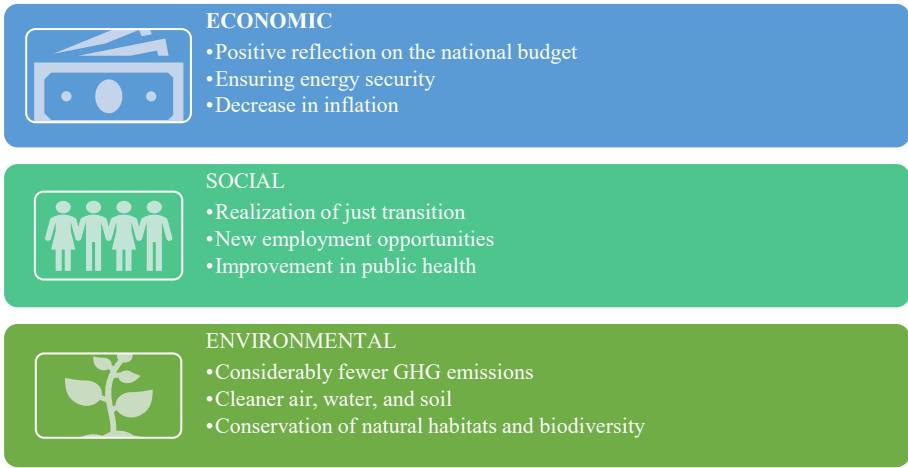 ECONOMIC
•Positive reflection on the national budget
•Ensuring energy security
•Decrease in inflation
SOCIAL
•Realization of just transition
•New employment opportunities
•Improvement in public health
ENVIRONMENTAL
•Considerably fewer GHG emissions
•Cleaner air, water, and soil
•Conservation of natural habitats and biodiversity